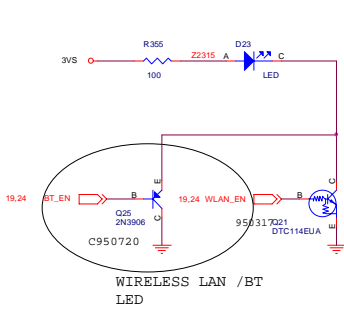 R355
D23
3VS
Z2315
A
C
100
LED
E
C
19,24
BT_EN
B
19,24
WLAN_EN
B
Q25
2N3906
C
950317
Q21
DTC114EUA
E
C950720
WIRELESS LAN /BT
LED